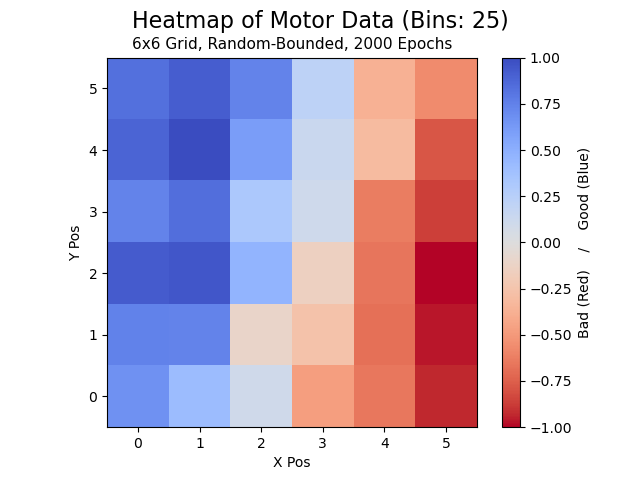 Heatmap of Motor Data (Bins: 25)
6x6 Grid, Random-Bounded, 2000 Epochs
5
4
3
2
1
0
Y Pos
0 1 2 3 4 5
X Pos
1.00
0.75
0.50
0.25
0.00
−0.25
−0.50
−0.75
−1.00
Bad (Red) / Good (Blue)